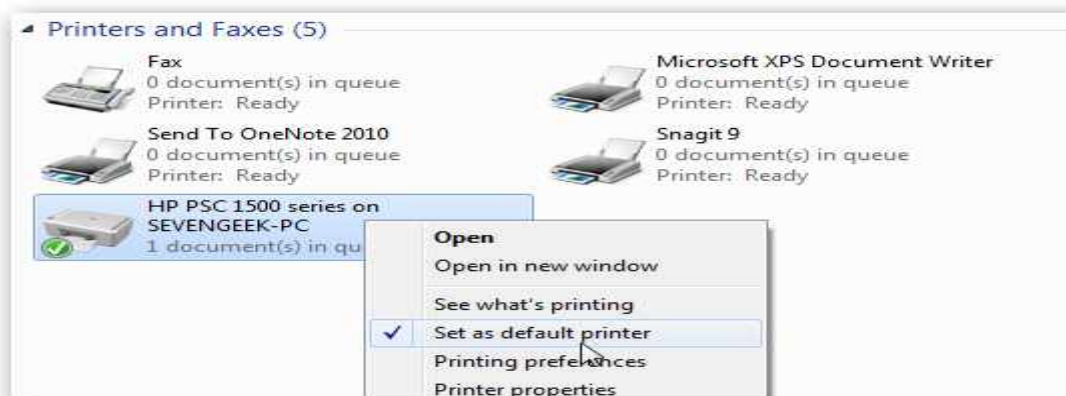 Printers and Faxes (5)
Fax
0 document(s) in queue
Printer: Ready
Microsoft XPS Document Writer
0 document(s) in queue
Printer: Ready
Send To OneNote 2010
0 document(s) in queue
Printer: Ready
Snagit 9
0 document(s) in queue
Printer: Ready
HP PSC 1500 series on
SEVENGEEK-PC
1 document(s) in qu
Open
Open in new window
See what's printing
Set as default printer
Printing preferences
Printer properties